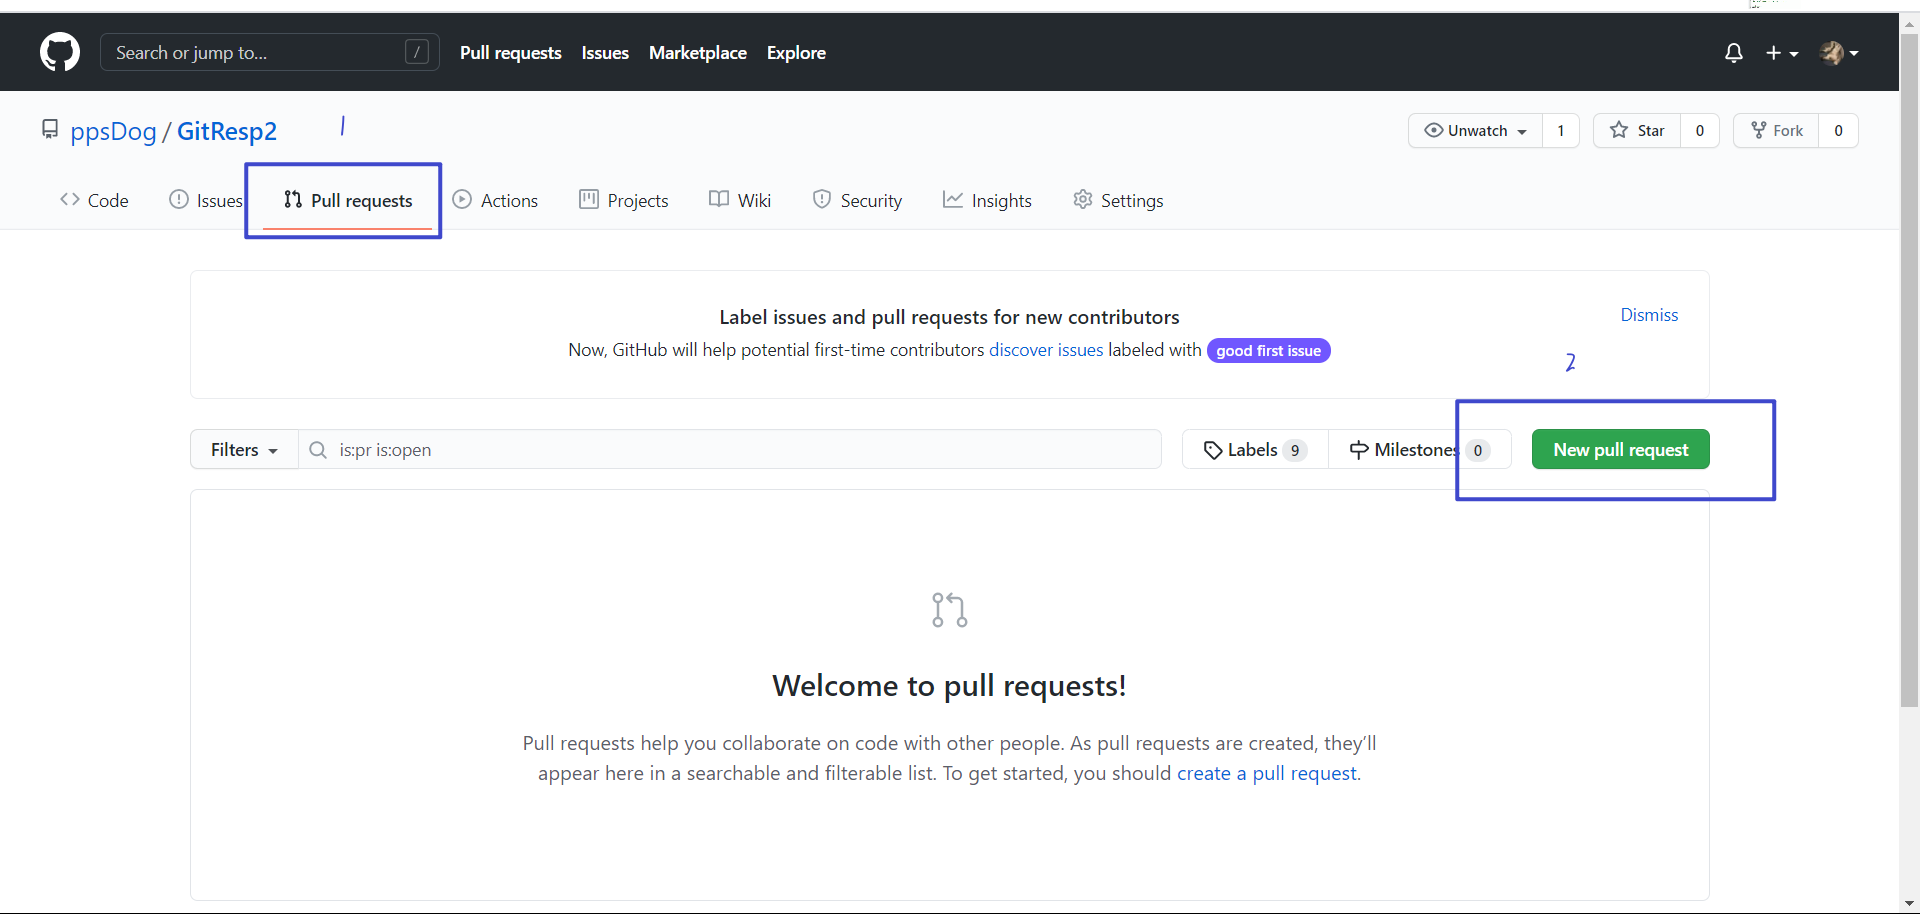 Search or jump to... /
Pull requests Issues Marketplace Explore
ppsDog / GitResp2 1
Unwatch 1 Star 0 Fork 0
Code Issues Pull requests Actions Projects Wiki Security Insights Settings
Label issues and pull requests for new contributors
Dismiss
Now, GitHub will help potential first-time contributors discover issues labeled with good first issue
2
Filters is:pr is:open Labels 9 Milestones 0 New pull request
Welcome to pull requests!
Pull requests help you collaborate on code with other people. As pull requests are created, they’ll
appear here in a searchable and filterable list. To get started, you should create a pull request.